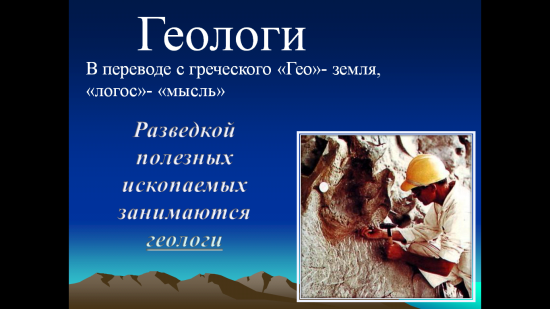 Геологи
В переводе с греческого «Гео»- земля,
«логос»- «мысль»
Разведкой
полезных
ископаемых
занимаются
геологи